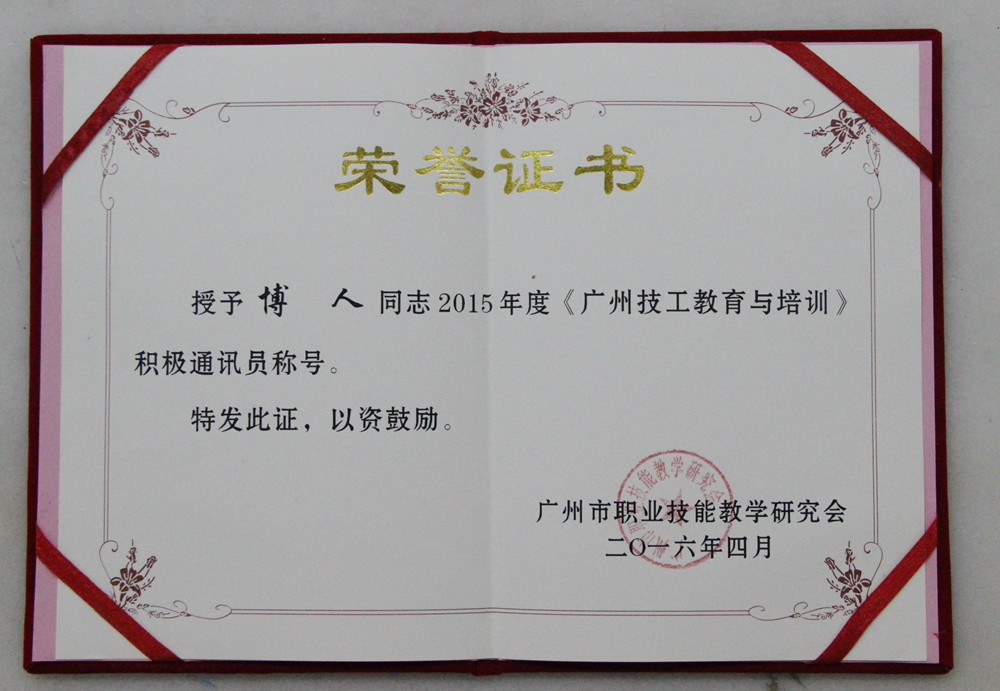 荣誉证书
授予 博 人 同志2015年度《广州技工教育与培训》
积极通讯员称号。
特发此证，以资鼓励。
广州市职业技能教学研究会
二〇一六年四月